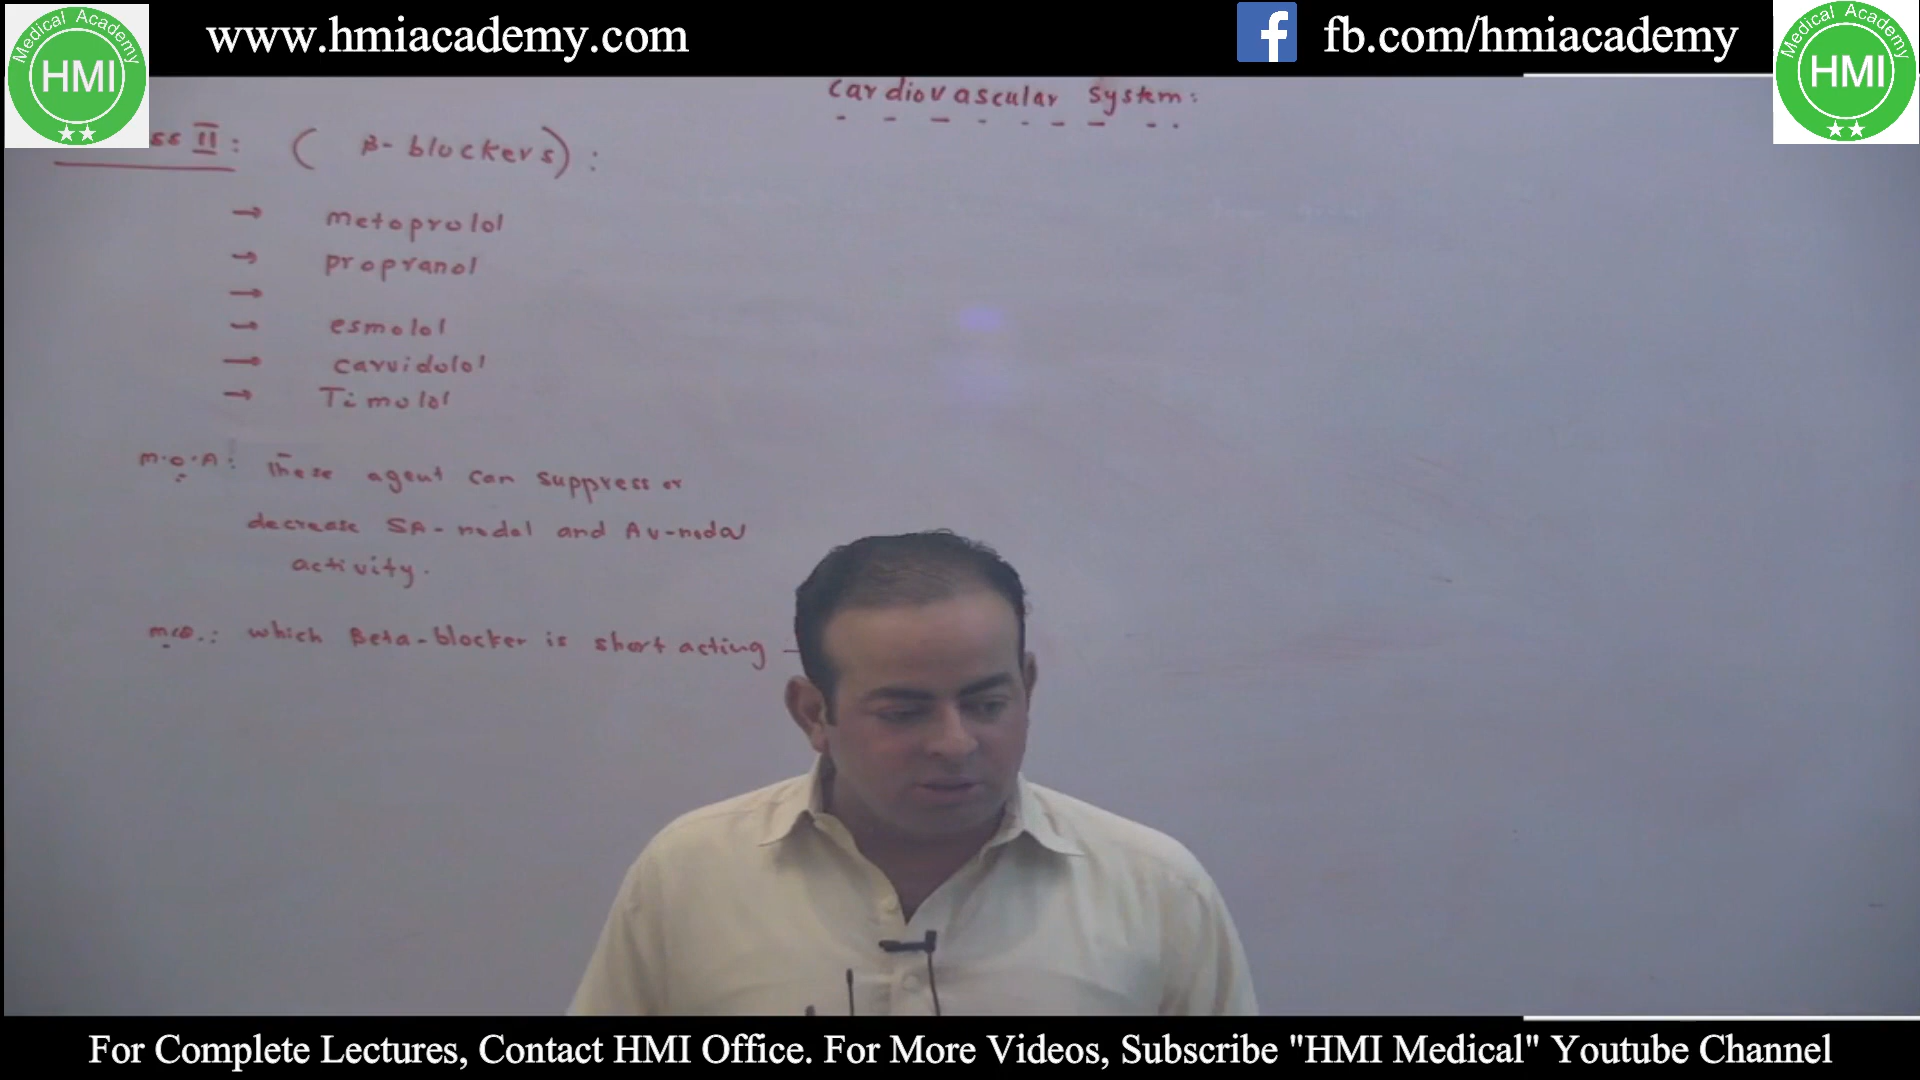 www.hmiacademy.com
fb.com/hmiacademy
Medical Academy
HMI
Medical Academy
HMI
Cardiovascular System:
ss II : ( β- blockers) :
→ metoprolol
→ propranol
→
→ esmolol
→ carvidolol
→ Timolol
M.O.A: These agent can suppress or
decrease SA-nodal and AV-nodal
activity.
MCQ.: which Beta-blocker is short acting
For Complete Lectures, Contact HMI Office. For More Videos, Subscribe "HMI Medical" Youtube Channel